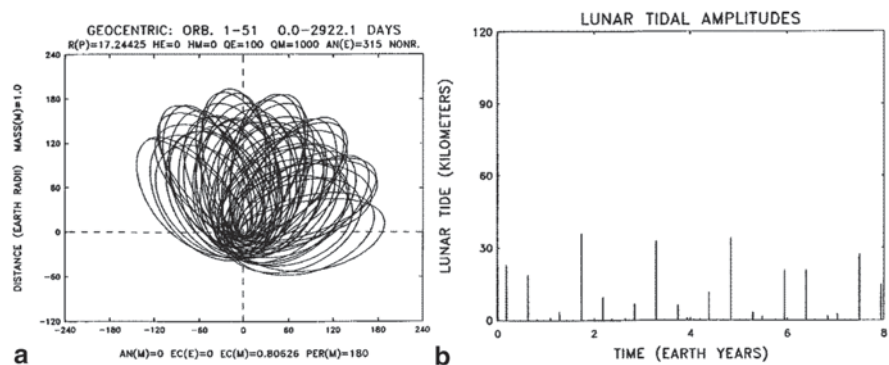 GEOCENTRIC: ORB. 1-51 0.0-2922.1 DAYS
R(P)=17.24425 HE=0 HM=0 QE=100 QM=1000 AN(E)=315 NONR.
240
180
120
60
0
-60
-120
DISTANCE (EARTH RADII) MASS(M)=1.0
-240 -180 -120 -60 0 60 120 180 240
AN(M)=0 EC(E)=0 EC(M)=0.80626 PER(M)=180
a
LUNAR TIDAL AMPLITUDES
120
90
60
30
0
LUNAR TIDE (KILOMETERS)
0 2 4 6 8
TIME (EARTH YEARS)
b